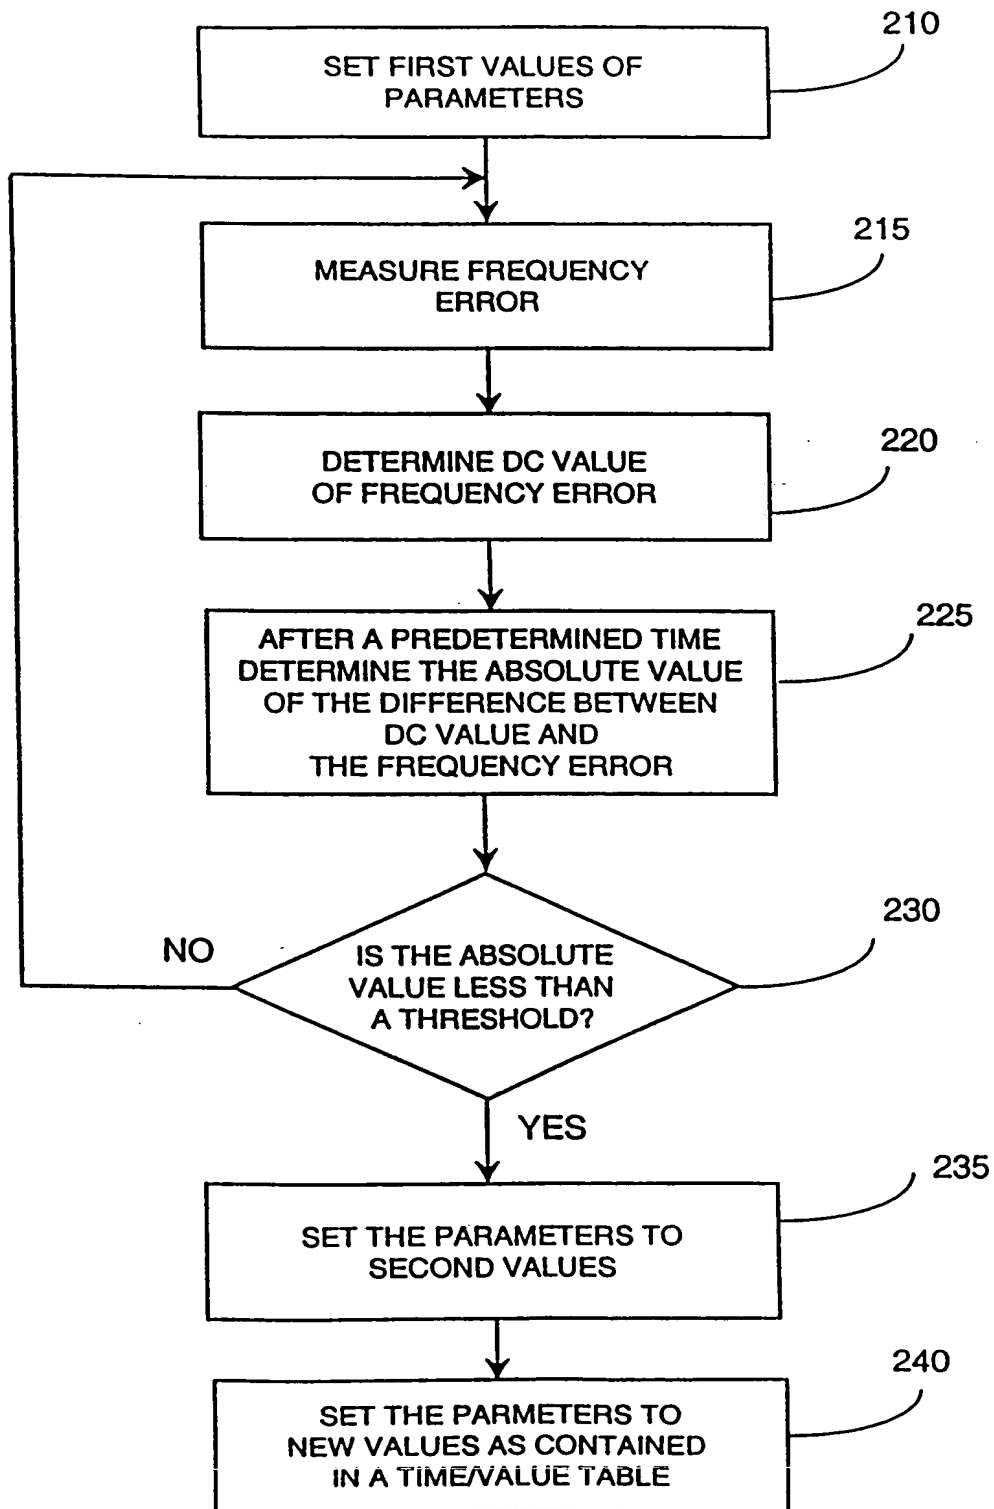 210
SET FIRST VALUES OF
PARAMETERS
215
MEASURE FREQUENCY
ERROR
220
DETERMINE DC VALUE
OF FREQUENCY ERROR
225
AFTER A PREDETERMINED TIME
DETERMINE THE ABSOLUTE VALUE
OF THE DIFFERENCE BETWEEN
DC VALUE AND
THE FREQUENCY ERROR
230
NO
IS THE ABSOLUTE
VALUE LESS THAN
A THRESHOLD?
YES
235
SET THE PARAMETERS TO
SECOND VALUES
240
SET THE PARMETERS TO
NEW VALUES AS CONTAINED
IN A TIME/VALUE TABLE